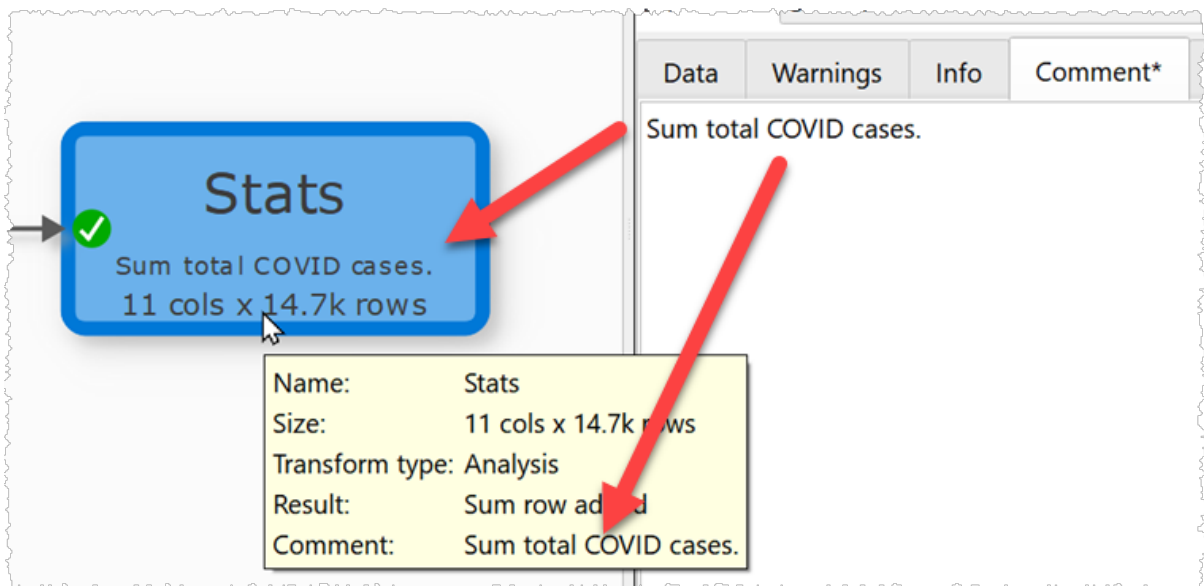 Data Warnings Info Comment*
Sum total COVID cases.
Stats
Sum total COVID cases.
11 cols x 14.7k rows
Name: Stats
Size: 11 cols x 14.7k rows
Transform type: Analysis
Result: Sum row added
Comment: Sum total COVID cases.